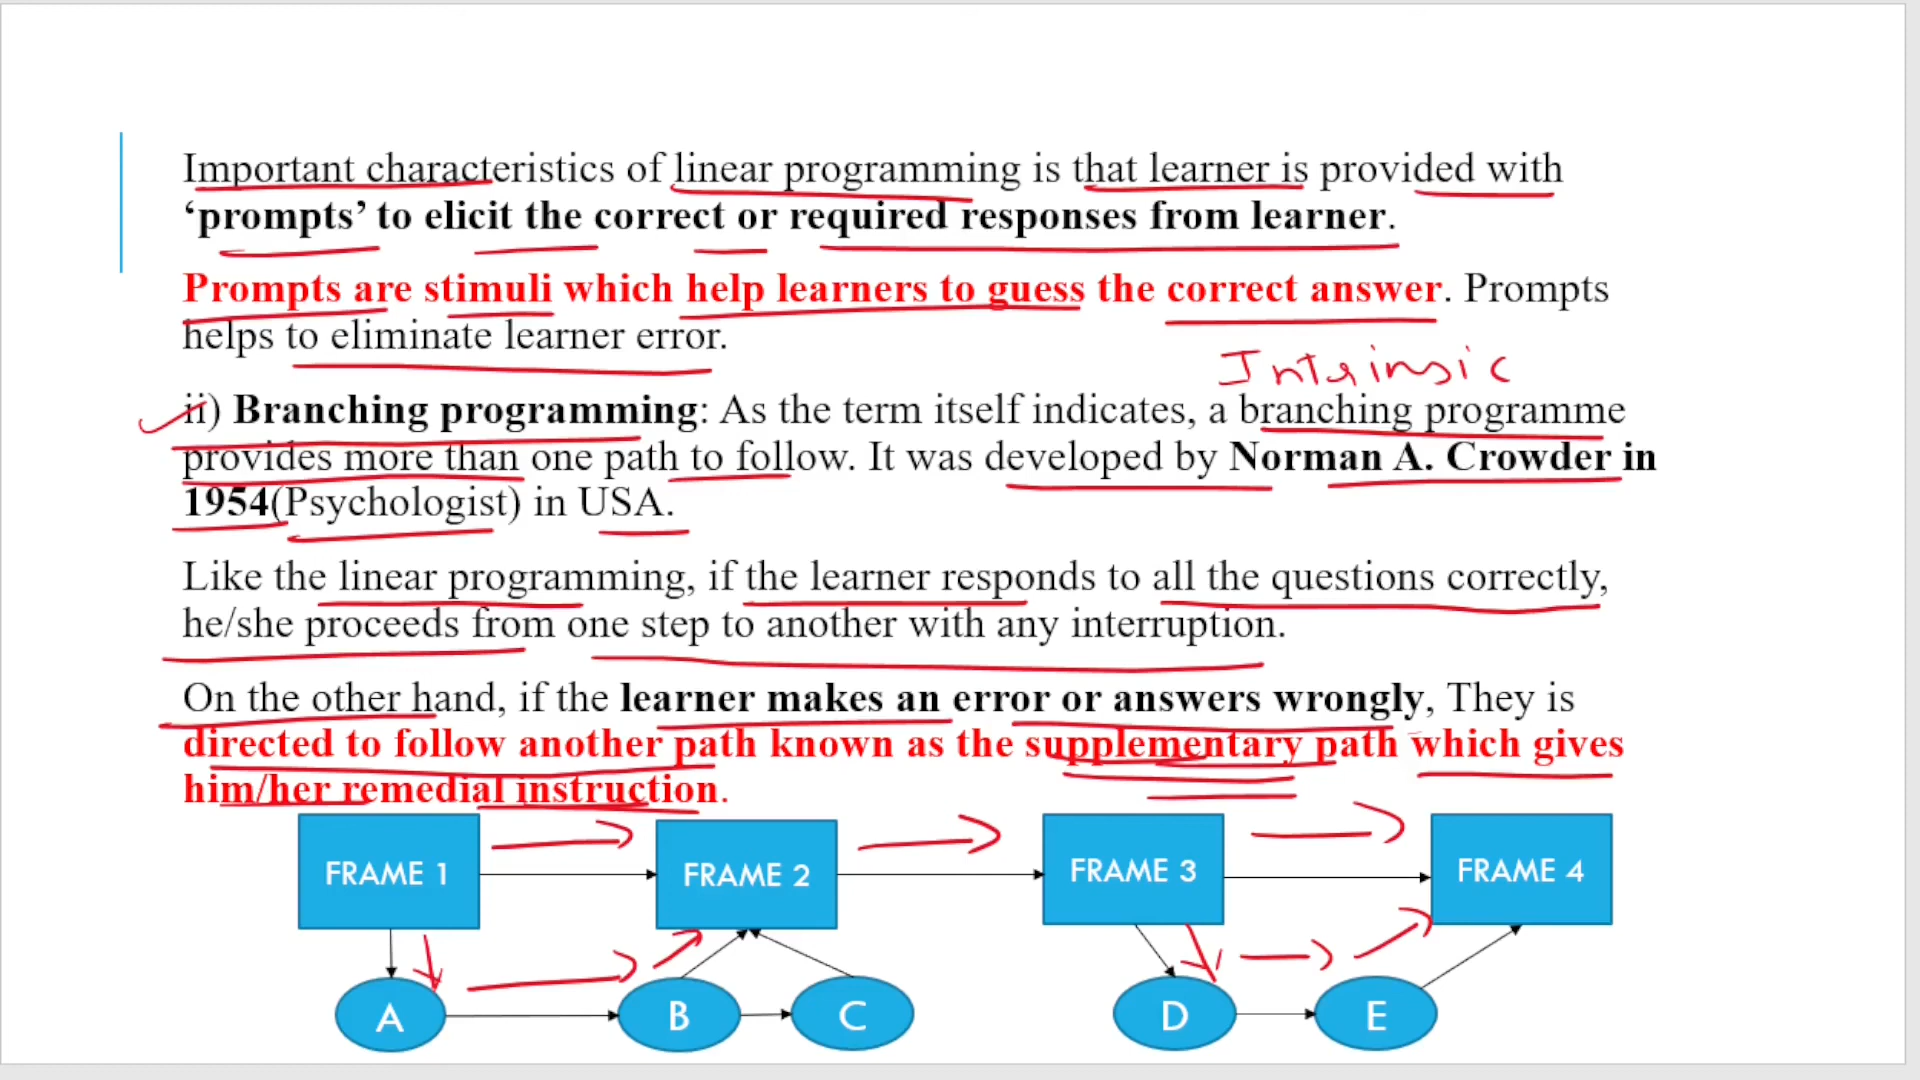 Important characteristics of linear programming is that learner is provided with
‘prompts’ to elicit the correct or required responses from learner.
Prompts are stimuli which help learners to guess the correct answer. Prompts
helps to eliminate learner error.
Intrinsic
ii) Branching programming: As the term itself indicates, a branching programme
provides more than one path to follow. It was developed by Norman A. Crowder in
1954(Psychologist) in USA.
Like the linear programming, if the learner responds to all the questions correctly,
he/she proceeds from one step to another with any interruption.
On the other hand, if the learner makes an error or answers wrongly, They is
directed to follow another path known as the supplementary path which gives
him/her remedial instruction.
FRAME 1
FRAME 2
FRAME 3
FRAME 4
A
B
C
D
E